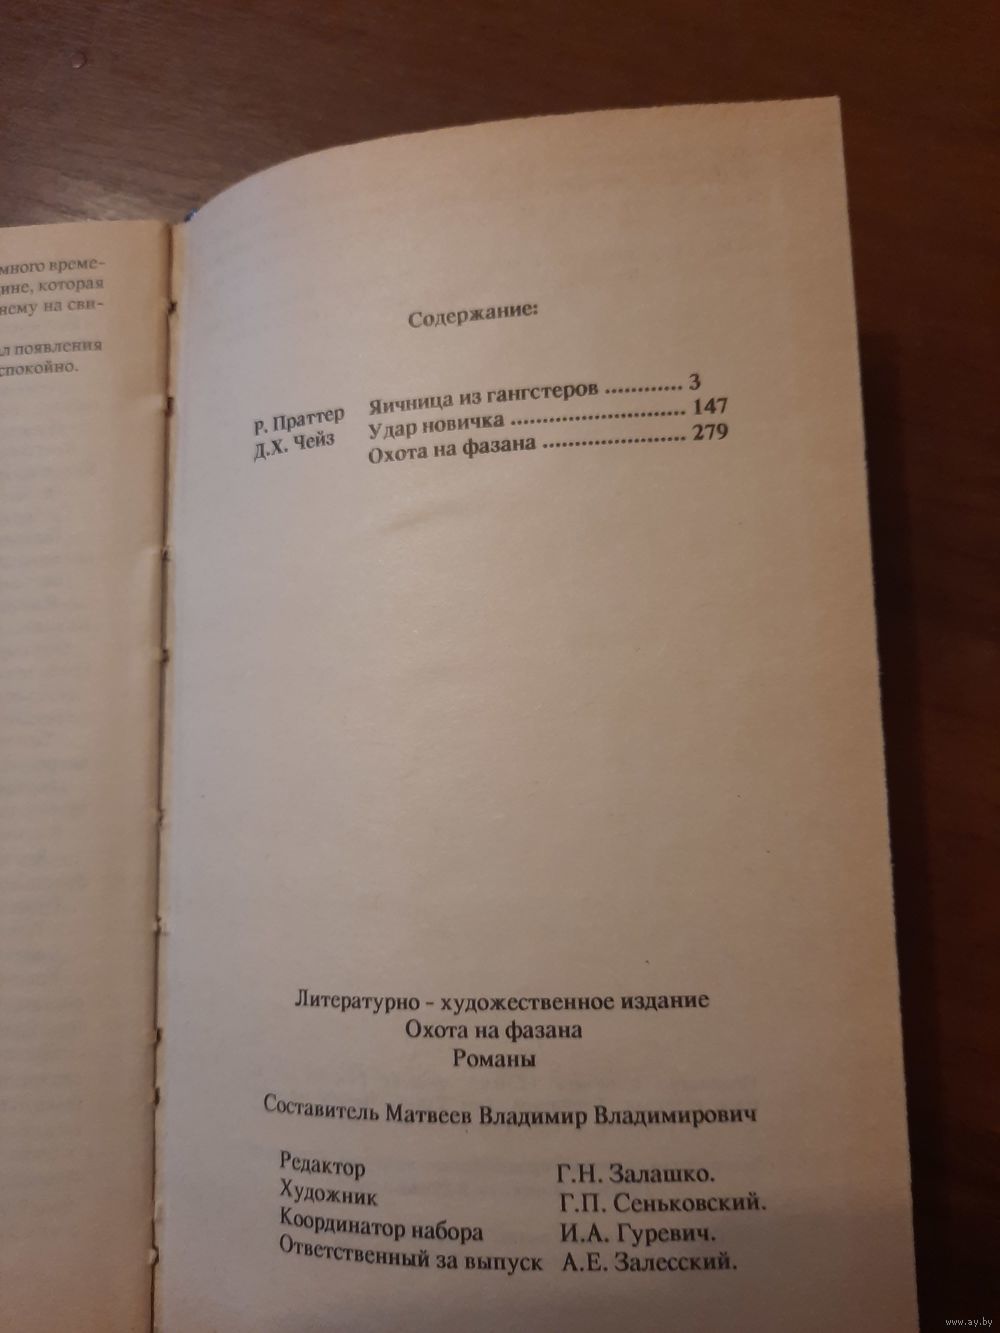 много време-
ине, которая
нему на сви-
л появления
спокойно.
Содержание:
Р. Праттер Яичница из гангстеров ............ 3
Д.Х. Чейз Удар новичка ........................... 147
Охота на фазана ...................... 279
Литературно - художественное издание
Охота на фазана
Романы
Составитель Матвеев Владимир Владимирович
Редактор Г.Н. Залашко.
Художник Г.П. Сеньковский.
Координатор набора И.А. Гуревич.
Ответственный за выпуск А.Е. Залесский.
www.ay.by